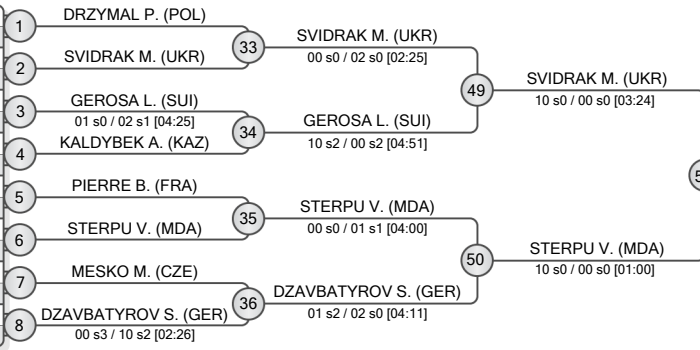 1
DRZYMAL P. (POL)
2
SVIDRAK M. (UKR)
33
SVIDRAK M. (UKR)
00 s0 / 02 s0 [02:25]
3
GEROSA L. (SUI)
01 s0 / 02 s1 [04:25]
4
KALDYBEK A. (KAZ)
34
GEROSA L. (SUI)
10 s2 / 00 s2 [04:51]
49
SVIDRAK M. (UKR)
10 s0 / 00 s0 [03:24]
5
PIERRE B. (FRA)
6
STERPU V. (MDA)
35
STERPU V. (MDA)
00 s0 / 01 s1 [04:00]
7
MESKO M. (CZE)
8
DZAVBATYROV S. (GER)
00 s3 / 10 s2 [02:26]
36
DZAVBATYROV S. (GER)
01 s2 / 02 s0 [04:11]
50
STERPU V. (MDA)
10 s0 / 00 s0 [01:00]